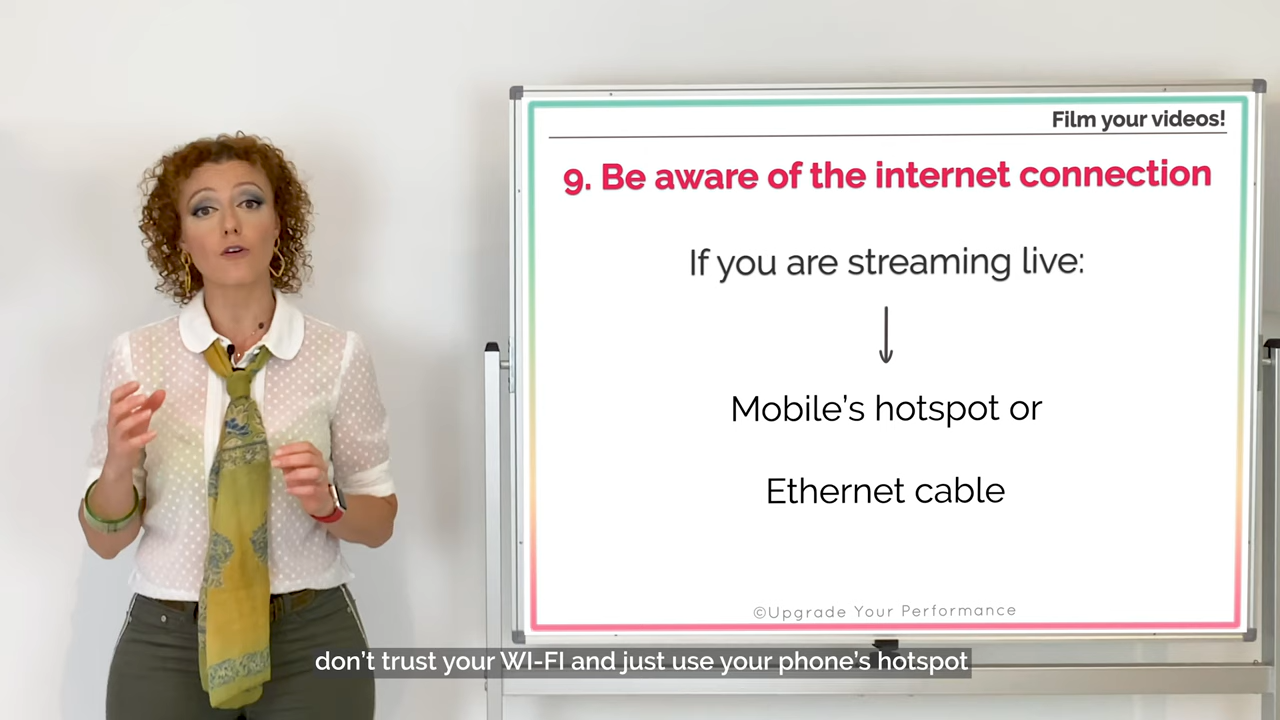 Film your videos!
9. Be aware of the internet connection
If you are streaming live:
Mobile's hotspot or
Ethernet cable
©Upgrade Your Performance
don't trust your WI-FI and just use your phone's hotspot